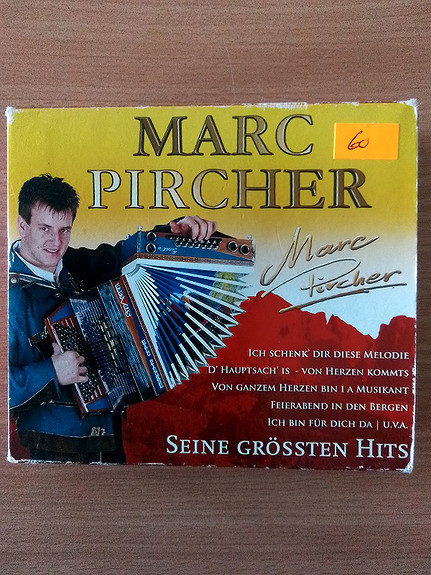 MARC
60
PIRCHER
Marc
Pircher
ICH SCHENK' DIR DIESE MELODIE
D' HAUPTSACH' IS - VON HERZEN KOMMTS
VON GANZEM HERZEN BIN I A MUSIKANT
FEIERABEND IN DEN BERGEN
ICH BIN FÜR DICH DA | U.V.A.
SEINE GRÖSSTEN HITS